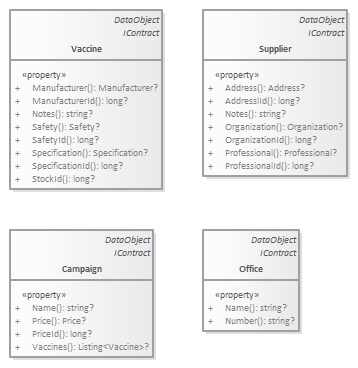 DataObject
IContract
Vaccine
«property»
+ Manufacturer(): Manufacturer?
+ ManufacturerId(): long?
+ Notes(): string?
+ Safety(): Safety?
+ SafetyId(): long?
+ Specification(): Specification?
+ SpecificationId(): long?
+ StockId(): long?
DataObject
IContract
Supplier
«property»
+ Address(): Address?
+ AddressId(): long?
+ Notes(): string?
+ Organization(): Organization?
+ OrganizationId(): long?
+ Professional(): Professional?
+ ProfessionalId(): long?
DataObject
IContract
Campaign
«property»
+ Name(): string?
+ Price(): Price?
+ PriceId(): long?
+ Vaccines(): Listing<Vaccine>?
DataObject
IContract
Office
«property»
+ Name(): string?
+ Number(): string?